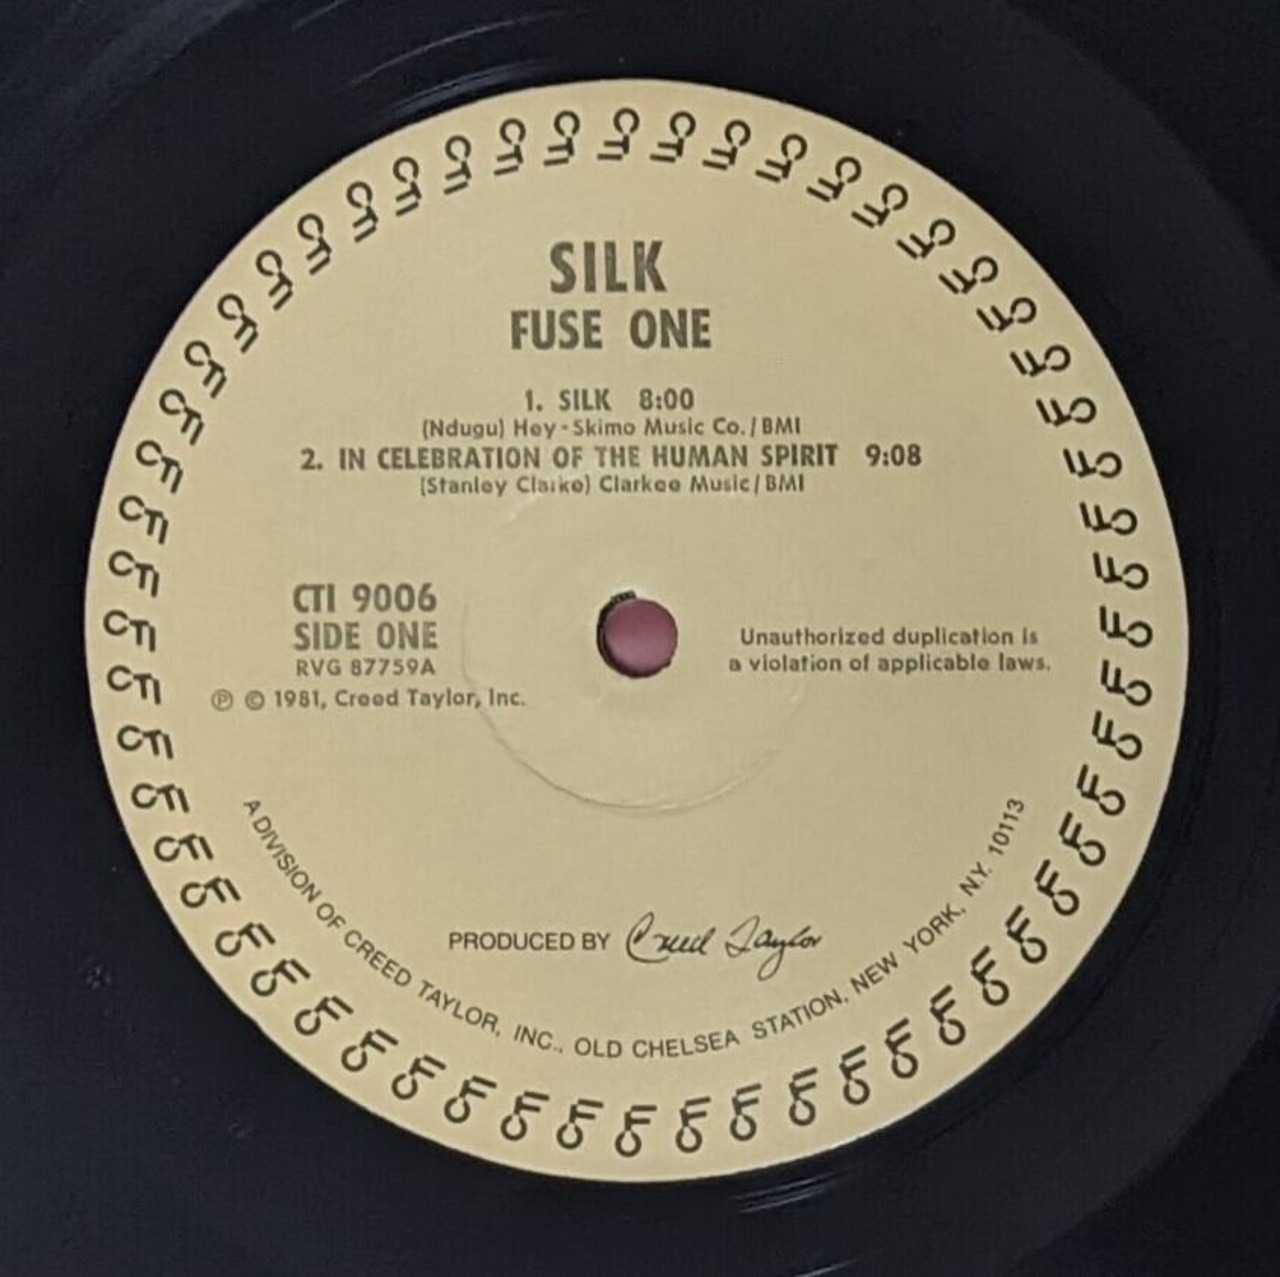 SILK
FUSE ONE
1. SILK 8:00
(Ndugu) Hey-Skimo Music Co./BMI
2. IN CELEBRATION OF THE HUMAN SPIRIT 9:08
(Stanley Clarke) Clarkee Music/BMI
CTI 9006
SIDE ONE
RVG 87759A
℗ © 1981, Creed Taylor, Inc.
Unauthorized duplication is
a violation of applicable laws.
PRODUCED BY Creed Taylor
A DIVISION OF CREED TAYLOR, INC., OLD CHELSEA STATION, NEW YORK, N.Y. 10113
CTI